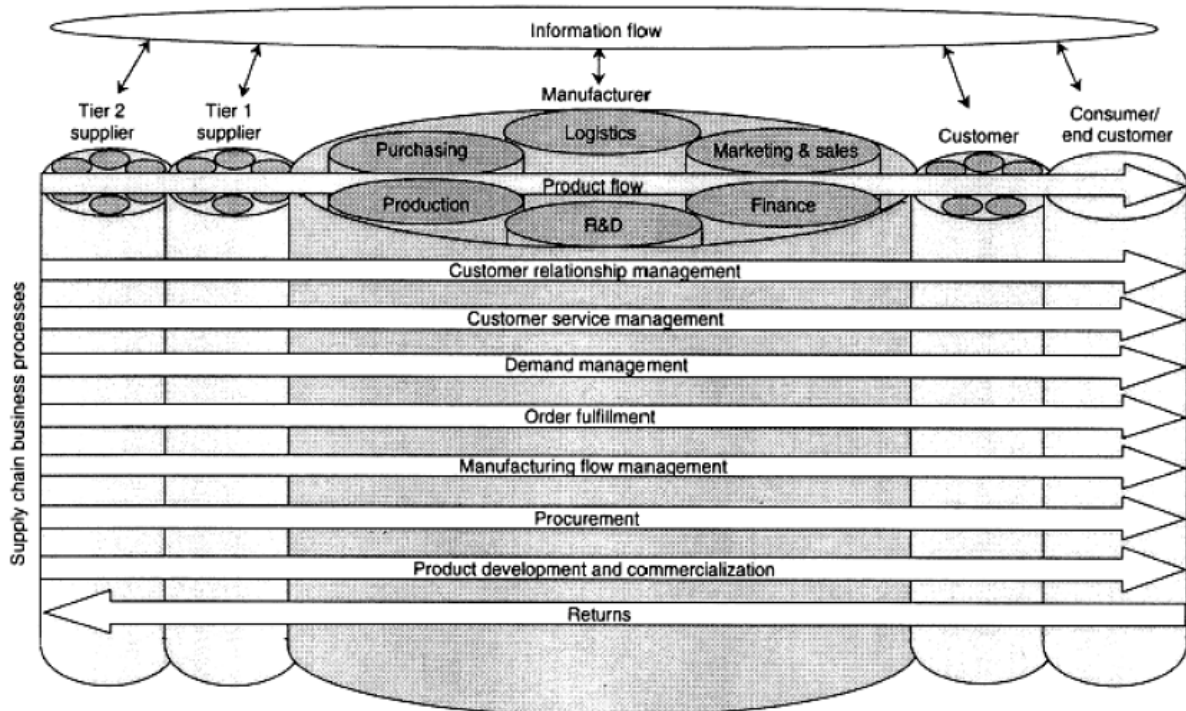 Information flow
Tier 2
supplier
Tier 1
supplier
Manufacturer
Customer
Consumer/
end customer
Logistics
Purchasing
Marketing & sales
Product flow
Production
Finance
R&D
Supply chain business processes
Customer relationship management
Customer service management
Demand management
Order fulfillment
Manufacturing flow management
Procurement
Product development and commercialization
Returns